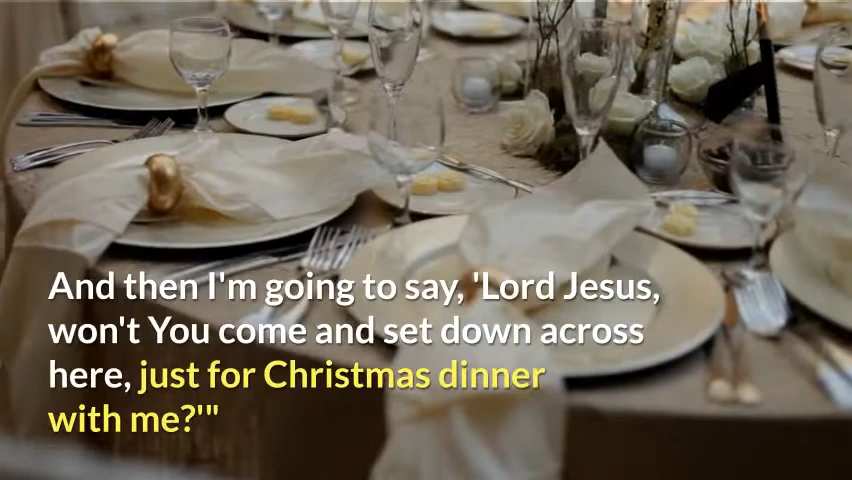 And then I'm going to say, 'Lord Jesus,
won't You come and set down across
here, just for Christmas dinner
with me?'"